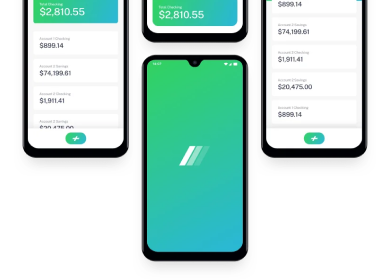 Total Checking
$2,810.55
Account 1 Checking
$899.14
Account 2 Savings
$74,199.61
Account 3 Checking
$1,911.41
Account 2 Savings
$20,475.00
Total Checking
$2,810.55
$899.14
Account 2 Savings
$74,199.61
Account 3 Checking
$1,911.41
Account 2 Savings
$20,475.00
Account 1 Checking
$899.14